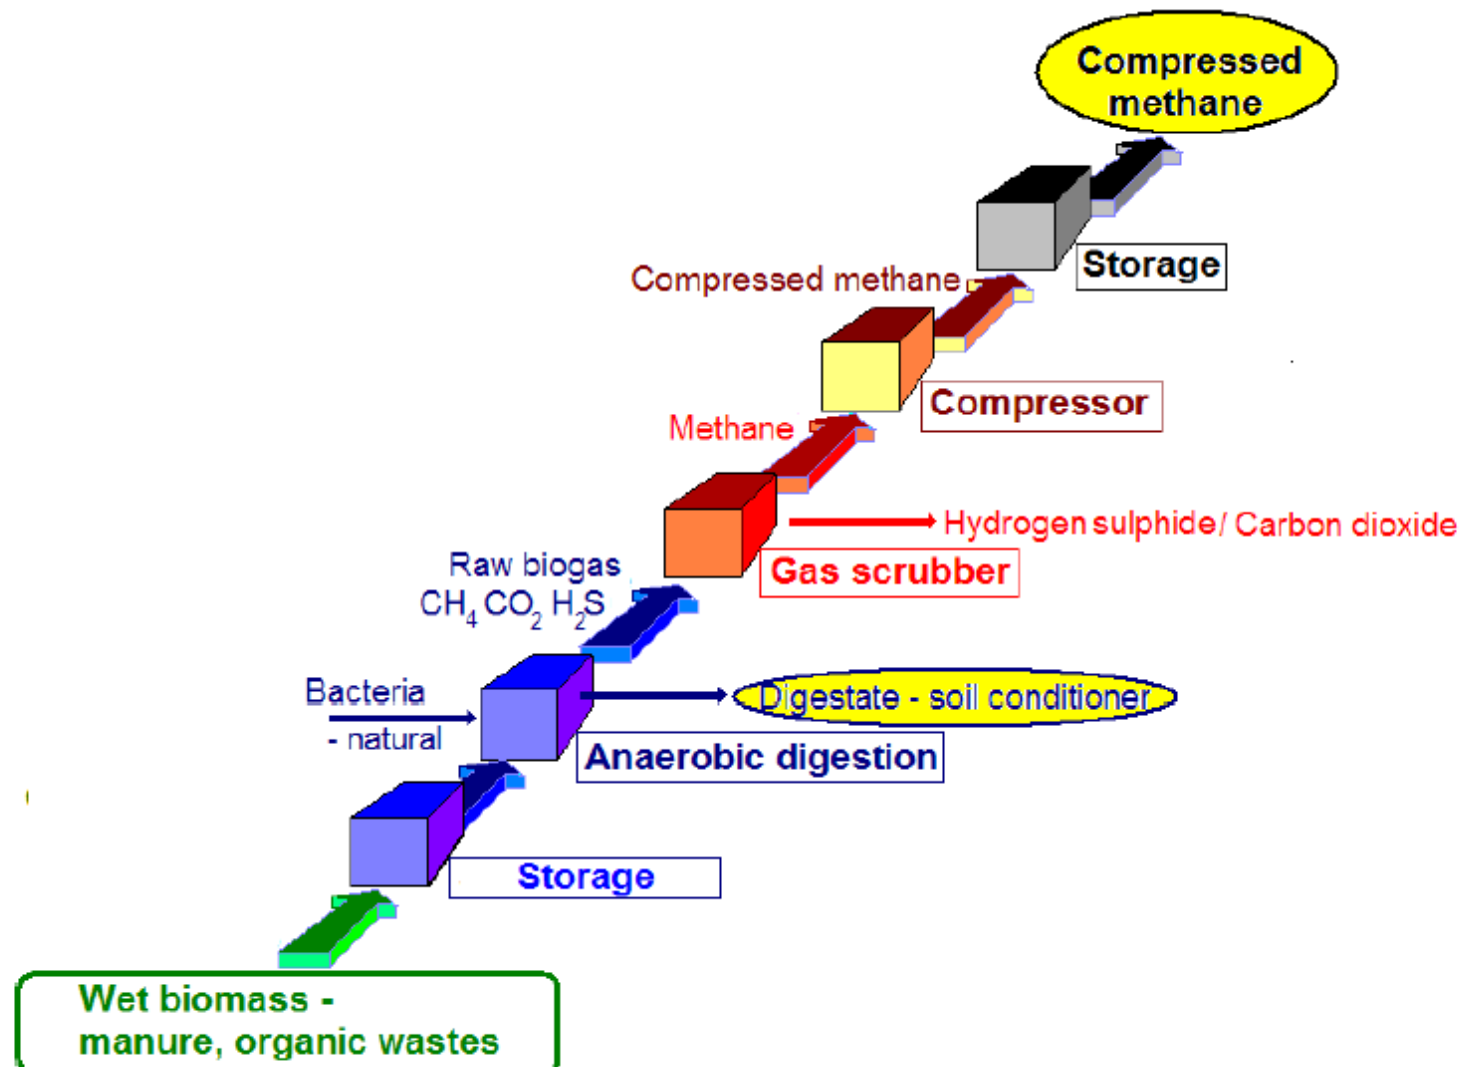 Compressed
methane
Storage
Compressed methane
Compressor
Methane
Hydrogen sulphide/ Carbon dioxide
Gas scrubber
Raw biogas
CH₄ CO₂ H₂S
Bacteria
- natural
Digestate - soil conditioner
Anaerobic digestion
Storage
Wet biomass -
manure, organic wastes